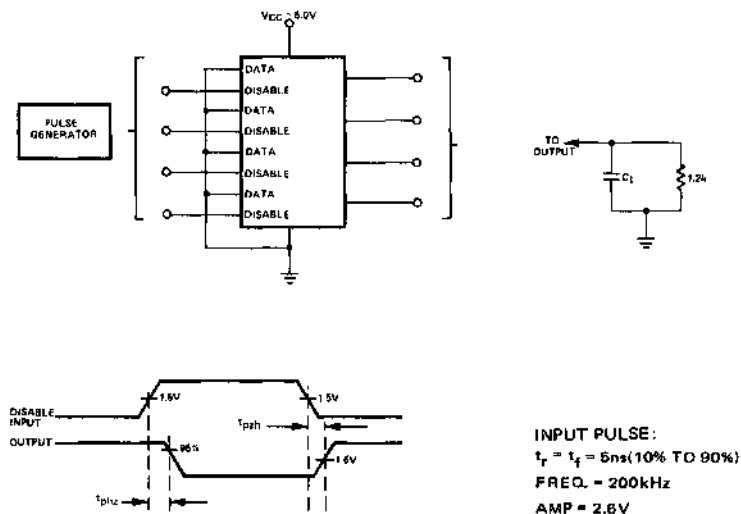 VCC = 5.0V
PULSE
GENERATOR
DATA
DISABLE
DATA
DISABLE
DATA
DISABLE
DATA
DISABLE
TO
OUTPUT
CL
1.2k
DISABLE
INPUT
1.5V
1.5V
tpzh
OUTPUT
95%
1.5V
tphz
INPUT PULSE:
tr = tf = 5ns(10% TO 90%)
FREQ. = 200kHz
AMP = 2.6V